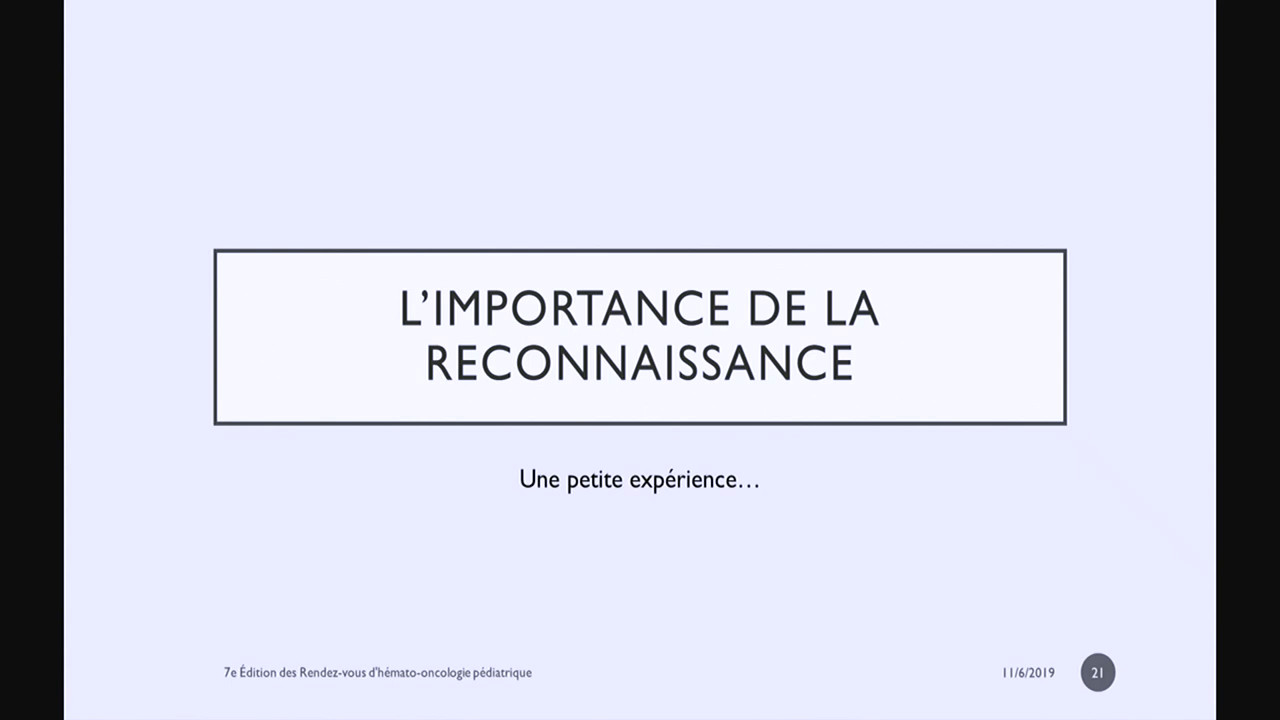 L’IMPORTANCE DE LA
RECONNAISSANCE
Une petite expérience…
7e Édition des Rendez-vous d'hémato-oncologie pédiatrique
11/6/2019
21